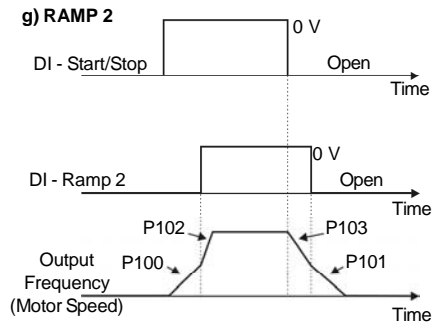 g) RAMP 2
0 V
DI - Start/Stop
Open
Time
0 V
DI - Ramp 2
Open
Time
P102
P103
Output
Frequency
(Motor Speed)
P100
P101
Time